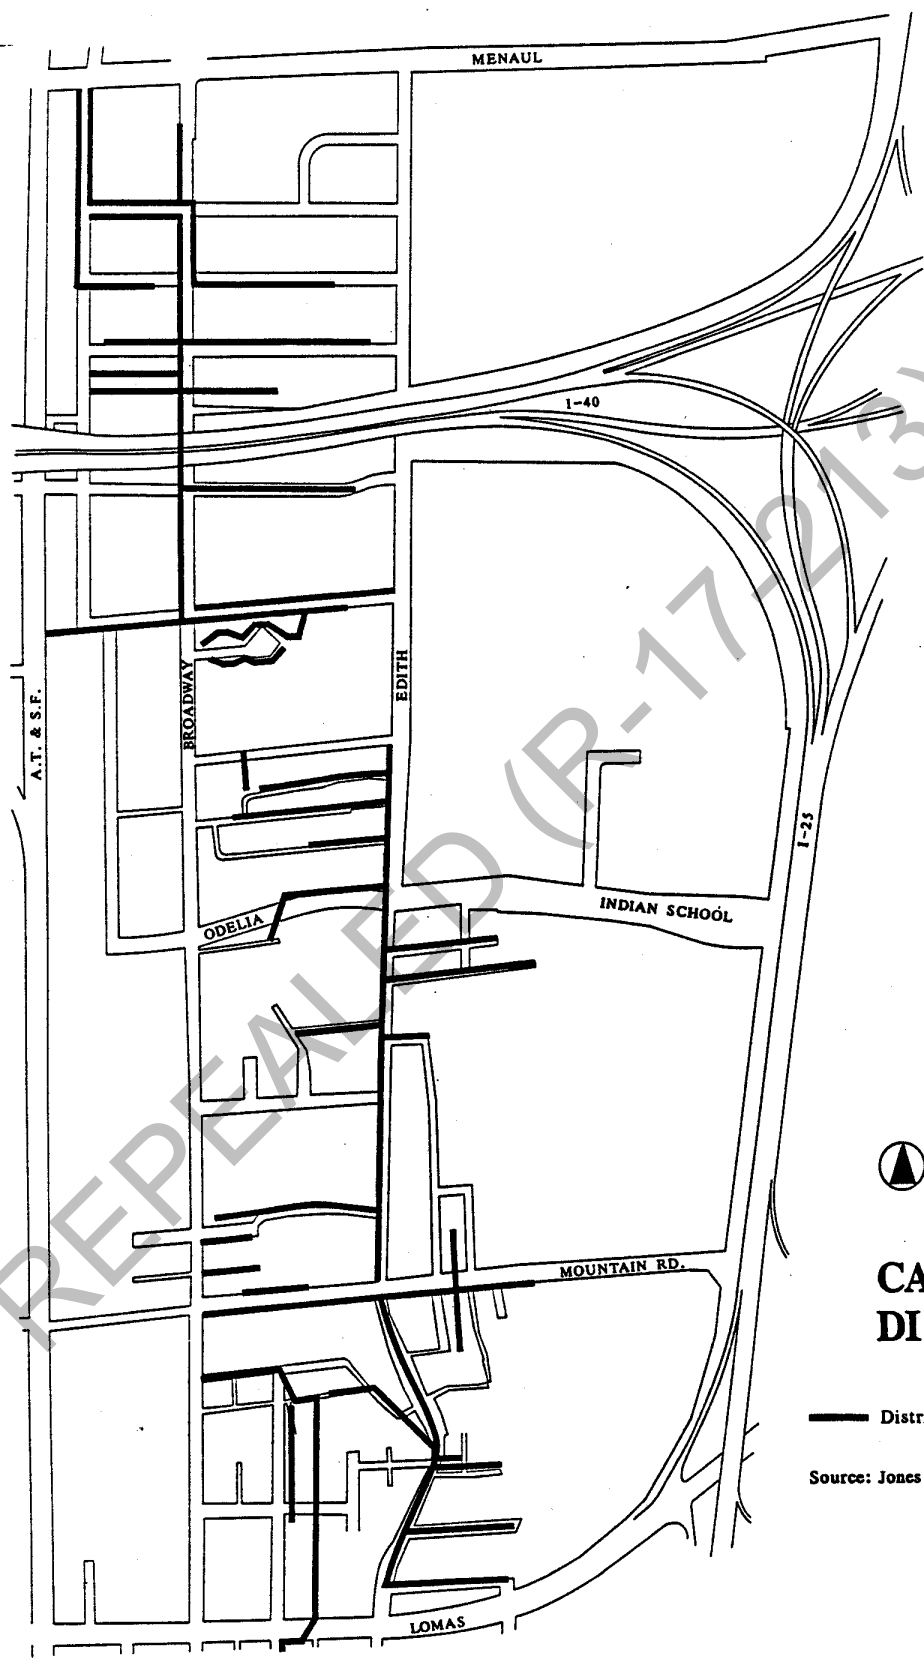 MENAUL
I-40
A.T. & S.F.
BROADWAY
EDITH
I-25
INDIAN SCHOOL
ODELIA
MOUNTAIN RD.
CA
DI
Distr
Source: Jones
LOMAS
REPEALED (R-17-213)